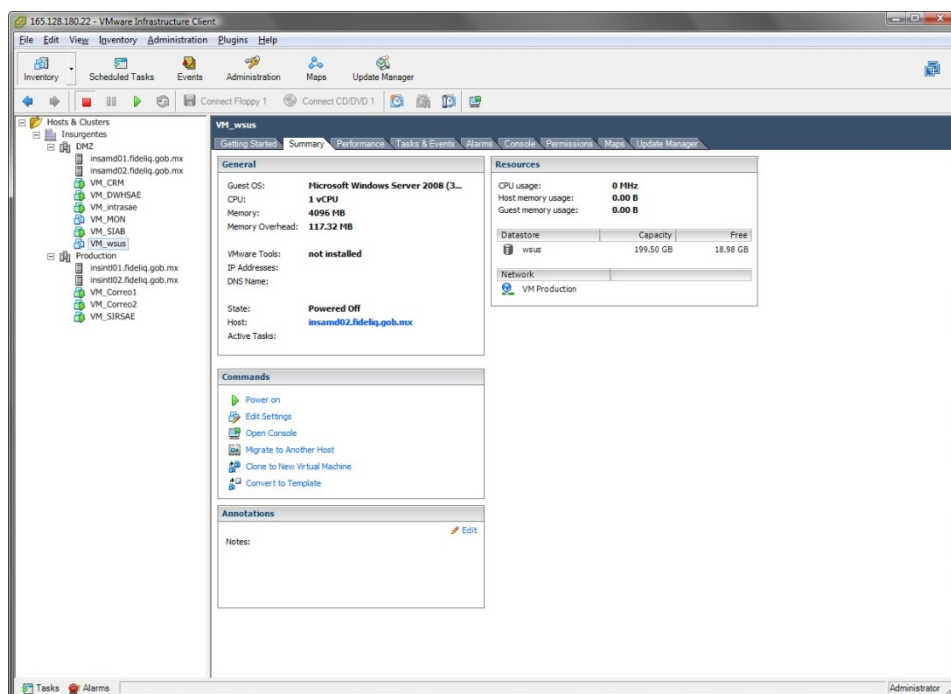 165.128.180.22 - VMware Infrastructure Client
File Edit View Inventory Administration Plugins Help
Inventory Scheduled Tasks Events Administration Maps Update Manager
Connect Floppy 1 Connect CD/DVD 1
Hosts & Clusters
Insurgentes
DMZ
insamd01.fideliq.gob.mx
insamd02.fideliq.gob.mx
VM_CRM
VM_DWHSAE
VM_intrasae
VM_MON
VM_SIAB
VM_wsus
Production
insintl01.fideliq.gob.mx
insintl02.fideliq.gob.mx
VM_Correo1
VM_Correo2
VM_SIRSAE
VM_wsus
Getting Started Summary Performance Tasks & Events Alarms Console Permissions Maps Update Manager
General
Guest OS: Microsoft Windows Server 2008 (3...
CPU: 1 vCPU
Memory: 4096 MB
Memory Overhead: 117.32 MB
VMware Tools: not installed
IP Addresses:
DNS Name:
State: Powered Off
Host: insamd02.fideliq.gob.mx
Active Tasks:
Commands
Power on
Edit Settings
Open Console
Migrate to Another Host
Clone to New Virtual Machine
Convert to Template
Annotations
Edit
Notes:
Resources
CPU usage: 0 MHz
Host memory usage: 0.00 B
Guest memory usage: 0.00 B
Datastore Capacity Free
wsus 199.50 GB 18.98 GB
Network
VM Production
Tasks Alarms Administrator